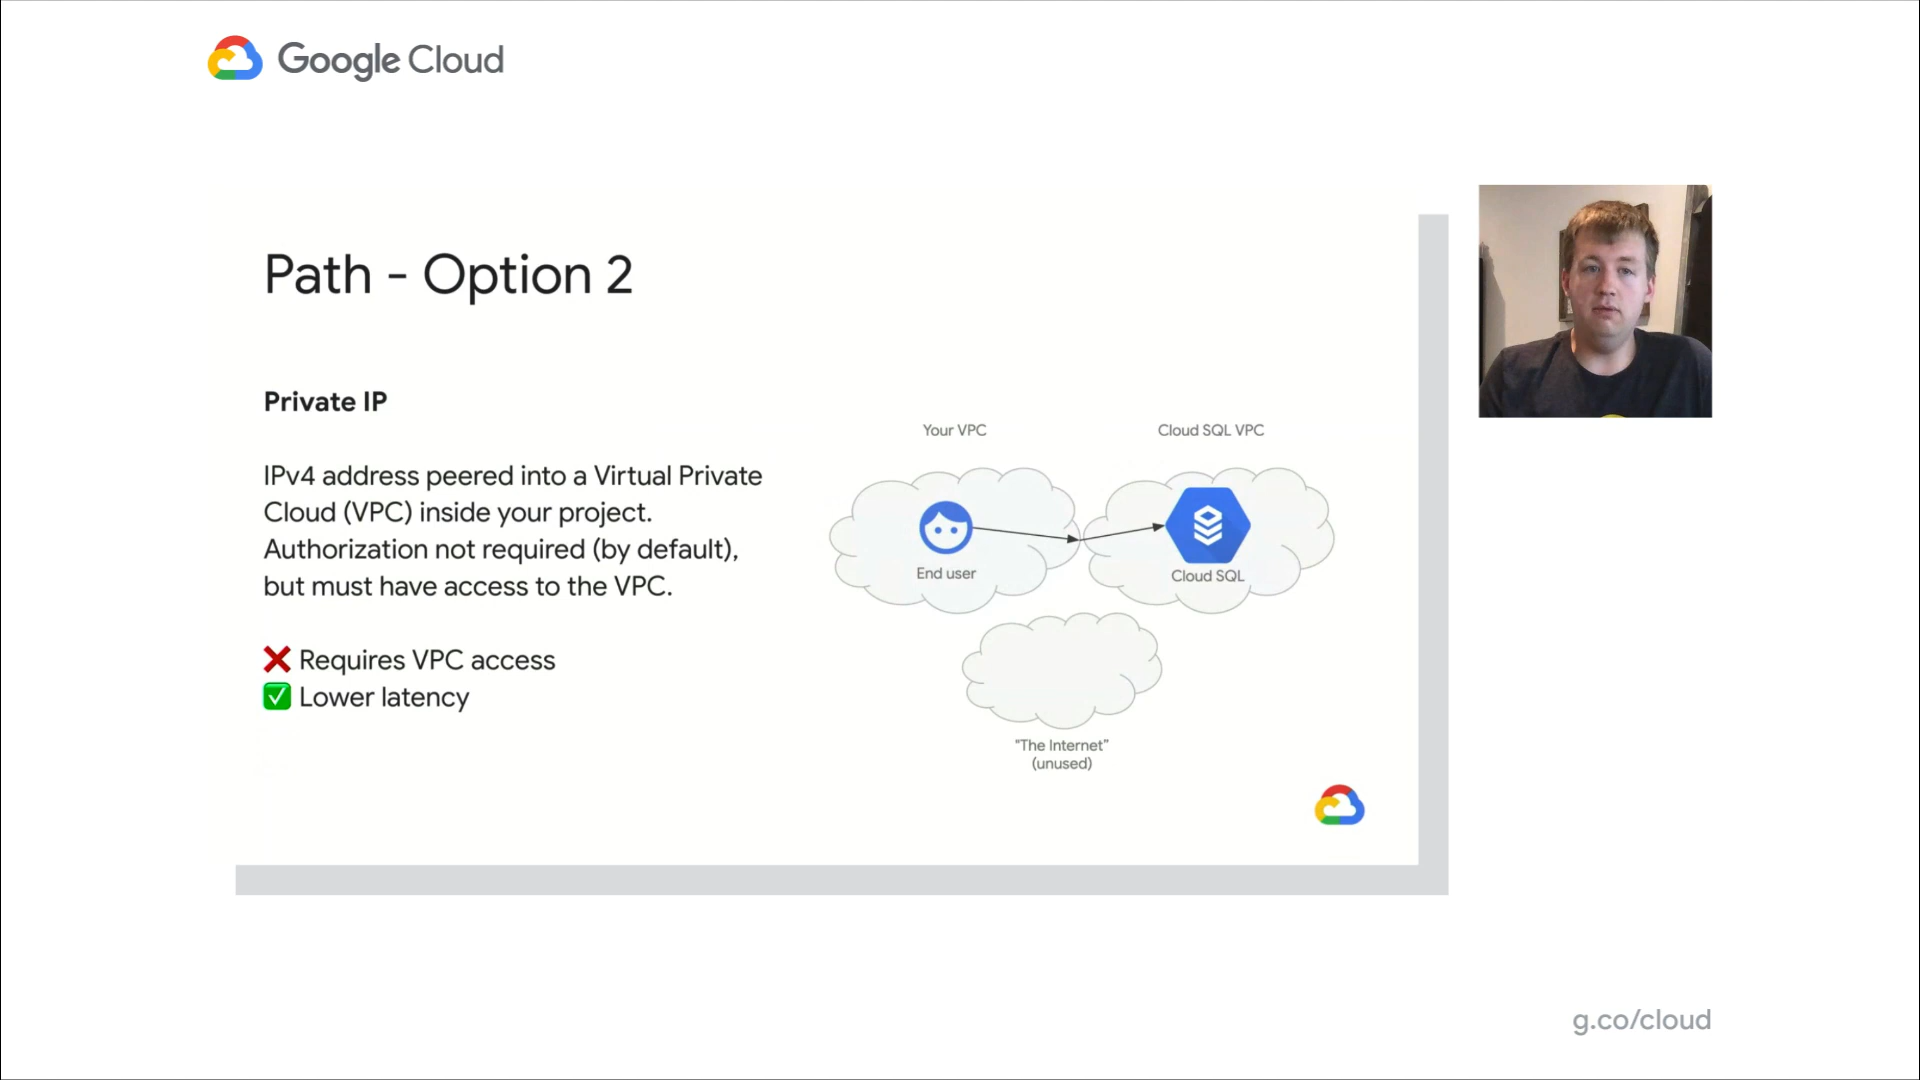 Google Cloud
Path - Option 2
Private IP
IPv4 address peered into a Virtual Private
Cloud (VPC) inside your project.
Authorization not required (by default),
but must have access to the VPC.
❌ Requires VPC access
✅ Lower latency
Your VPC
Cloud SQL VPC
End user
Cloud SQL
"The Internet"
(unused)
g.co/cloud